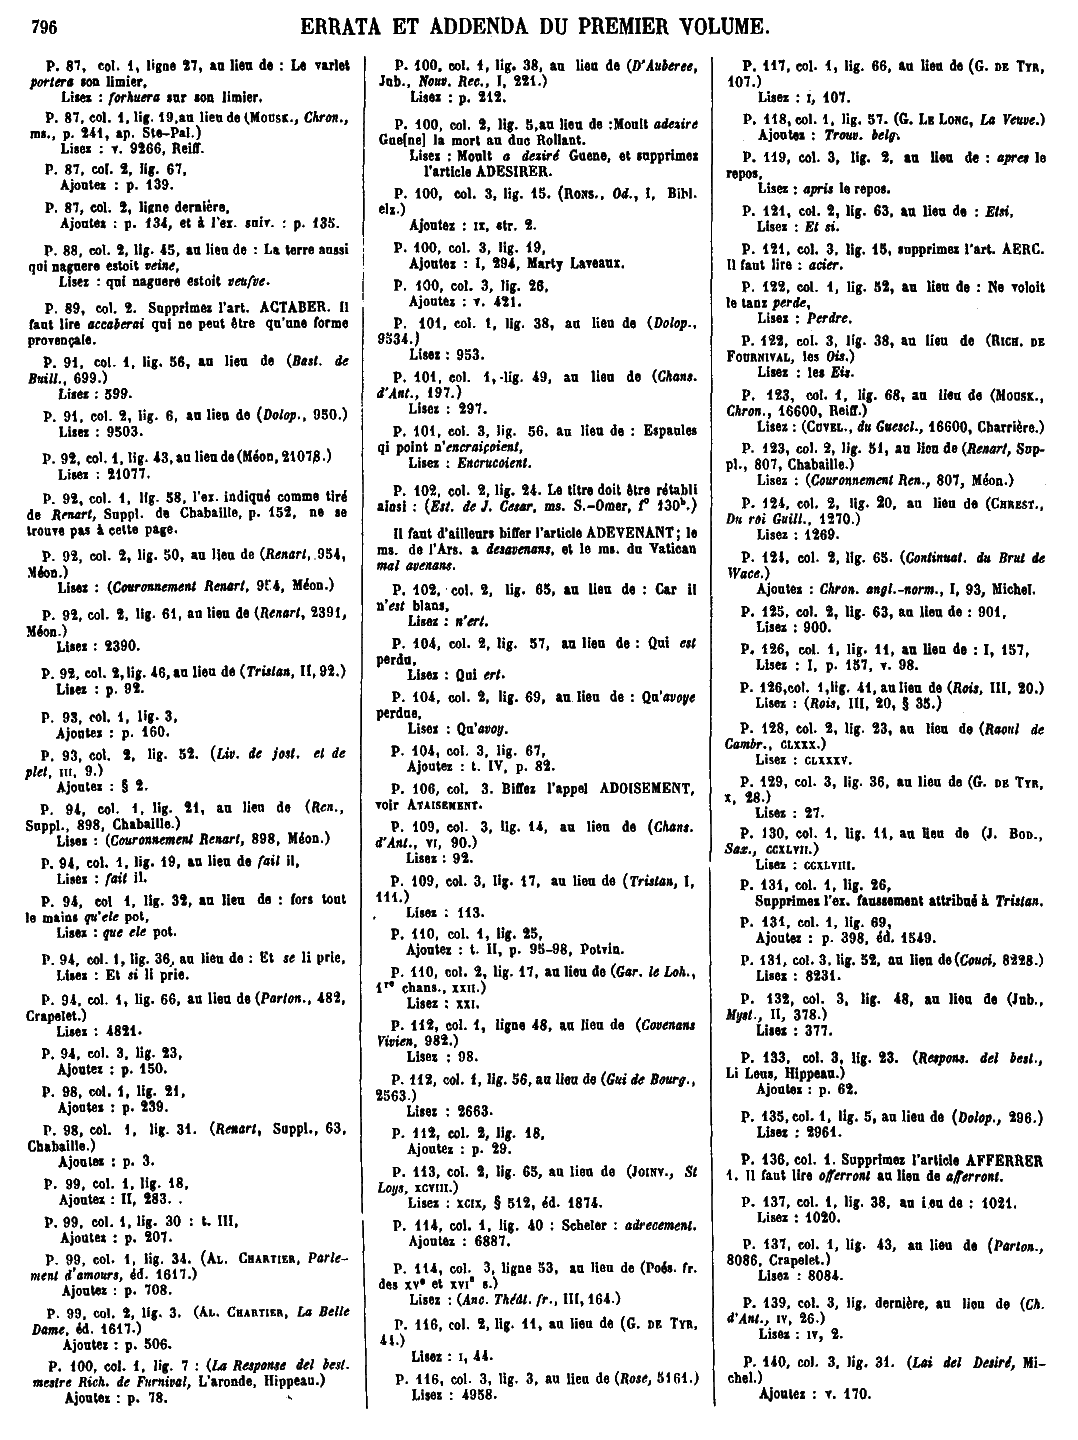 796
ERRATA ET ADDENDA DU PREMIER VOLUME.
P. 87, col. 1, ligne 27, au lieu de : Le varlet
portera son limier,
Lisez : forhuera sur son limier.
P. 87, col. 1, lig. 19, au lieu de (MOUSK., Chron.,
ms., p. 241, ap. Ste-Pal.)
Lisez : v. 9266, Reiff.
P. 87, col. 2, lig. 67,
Ajoutez : p. 139.
P. 87, col. 2, ligne dernière,
Ajoutez : p. 134, et à l'ex. suiv. : p. 135.
P. 88, col. 2, lig. 45, au lieu de : La terre aussi
qui naguere estoit veine,
Lisez : qui naguere estoit veufve.
P. 89, col. 2. Supprimez l'art. ACTABER. Il
faut lire accaberai qui ne peut être qu'une forme
provençale.
P. 91, col. 1, lig. 56, au lieu de (Bast. de
Buill., 699.)
Lisez : 599.
P. 91, col. 2, lig. 6, au lieu de (Dolop., 950.)
Lisez : 9503.
P. 92, col. 1, lig. 43, au lieu de (Méon, 21078.)
Lisez : 21077.
P. 92, col. 1, lig. 58, l'ex. indiqué comme tiré
de Renart, Suppl. de Chabaille, p. 152, ne se
trouve pas à cette page.
P. 92, col. 2, lig. 50, au lieu de (Renart, 954,
Méon.)
Lisez : (Couronnement Renart, 954, Méon.)
P. 92, col. 2, lig. 61, au lieu de (Renart, 2391,
Méon.)
Lisez : 2390.
P. 92, col. 2, lig. 46, au lieu de (Tristan, II, 92.)
Lisez : p. 92.
P. 93, col. 1, lig. 3,
Ajoutez : p. 160.
P. 93, col. 2, lig. 52. (Liv. de jost. et de
plet, III, 9.)
Ajoutez : § 2.
P. 94, col. 1, lig. 21, au lieu de (Ren.,
Suppl., 898, Chabaille.)
Lisez : (Couronnement Renart, 898, Méon.)
P. 94, col. 1, lig. 19, au lieu de fail il,
Lisez : fait il.
P. 94, col 1, lig. 32, au lieu de : fors tout
le mains qu'ele pot,
Lisez : que ele pot.
P. 94, col. 1, lig. 36, au lieu de : Et se li prie,
Lisez : Et si li prie.
P. 94, col. 1, lig. 66, au lieu de (Parton., 482,
Crapelet.)
Lisez : 4821.
P. 94, col. 3, lig. 23,
Ajoutez : p. 150.
P. 98, col. 1, lig. 21,
Ajoutez : p. 239.
P. 98, col. 1, lig. 31. (Renart, Suppl., 63,
Chabaille.)
Ajoutez : p. 3.
P. 99, col. 1, lig. 18,
Ajoutez : II, 283.
P. 99, col. 1, lig. 30 : t. III,
Ajoutez : p. 207.
P. 99, col. 1, lig. 34. (AL. CHARTIER, Parle-
ment d'amours, éd. 1617.)
Ajoutez : p. 708.
P. 99, col. 2, lig. 3. (AL. CHARTIER, La Belle
Dame, éd. 1617.)
Ajoutez : p. 506.
P. 100, col. 1, lig. 7 : (La Response del best.
mestre Rich. de Furnival, L'aronde, Hippeau.)
Ajoutez : p. 78.
P. 100, col. 1, lig. 38, au lieu de (D'Auberee,
Jub., Nouv. Rec., I, 221.)
Lisez : p. 212.
P. 100, col. 2, lig. 5, au lieu de : Moult adezire
Gue[ne] la mort au duc Rollant.
Lisez : Moult a deziré Guene, et supprimez
l'article ADESIRER.
P. 100, col. 3, lig. 15. (RONS., Od., I, Bibl.
elz.)
Ajoutez : IX, str. 2.
P. 100, col. 3, lig. 19,
Ajoutez : I, 294, Marty Laveaux.
P. 100, col. 3, lig. 26,
Ajoutez : v. 421.
P. 101, col. 1, lig. 38, au lieu de (Dolop.,
9534.)
Lisez : 953.
P. 101, col. 1, lig. 49, au lieu de (Chans.
d'Ant., 197.)
Lisez : 297.
P. 101, col. 3, lig. 56, au lieu de : Espaules
qi point n'encraiçoient,
Lisez : Encrucoient.
P. 102, col. 2, lig. 24. Le titre doit être rétabli
ainsi : (Est. de J. Cesar, ms. S.-Omer, f° 130b.)
Il faut d'ailleurs biffer l'article ADEVENANT ; le
ms. de l'Ars. a desavenans, et le ms. du Vatican
mal avenans.
P. 102, col. 2, lig. 65, au lieu de : Car il
n'est blans,
Lisez : n'ert.
P. 104, col. 2, lig. 57, au lieu de : Qui est
perdu,
Lisez : Qui ert.
P. 104, col. 2, lig. 69, au lieu de : Qu'avoye
perdue,
Lisez : Qu'avoy.
P. 104, col. 3, lig. 67,
Ajoutez : t. IV, p. 82.
P. 106, col. 3. Biffez l'appel ADOISEMENT,
voir ATAISEMENT.
P. 109, col. 3, lig. 14, au lieu de (Chans.
d'Ant., VI, 90.)
Lisez : 92.
P. 109, col. 3, lig. 17, au lieu de (Tristan, I,
111.)
Lisez : 113.
P. 110, col. 1, lig. 25,
Ajoutez : t. II, p. 95-98, Potvin.
P. 110, col. 2, lig. 17, au lieu de (Gar. le Loh.,
1re chans., XXII.)
Lisez : XXI.
P. 112, col. 1, ligne 48, au lieu de (Covenans
Vivien, 982.)
Lisez : 98.
P. 112, col. 1, lig. 56, au lieu de (Gui de Bourg.,
2563.)
Lisez : 2663.
P. 112, col. 2, lig. 18,
Ajoutez : p. 29.
P. 113, col. 2, lig. 65, au lieu de (JOINV., St
Loys, XCVIII.)
Lisez : XCIX, § 512, éd. 1874.
P. 114, col. 1, lig. 40 : Scheler : adrecement.
Ajoutez : 6887.
P. 114, col. 3, ligne 53, au lieu de (Poés. fr.
des XVe et XVIe s.)
Lisez : (Anc. Théât. fr., III, 164.)
P. 116, col. 2, lig. 11, au lieu de (G. DE TYR,
41.)
Lisez : I, 44.
P. 116, col. 3, lig. 3, au lieu de (Rose, 5161.)
Lisez : 4958.
P. 117, col. 1, lig. 66, au lieu de (G. DE TYR,
107.)
Lisez : I, 107.
P. 118, col. 1, lig. 57. (G. LE LONG, La Veuve.)
Ajoutez : Trouv. belg.
P. 119, col. 3, lig. 2, au lieu de : apres le
repos,
Lisez : apris le repos.
P. 121, col. 2, lig. 63, au lieu de : Etsi,
Lisez : Et si.
P. 121, col. 3, lig. 15, supprimez l'art. AERC.
Il faut lire : acier.
P. 122, col. 1, lig. 52, au lieu de : Ne voloit
le tanz perde,
Lisez : Perdre.
P. 122, col. 3, lig. 38, au lieu de (RICH. DE
FOURNIVAL, les Ois.)
Lisez : les Eis.
P. 123, col. 1, lig. 68, au lieu de (MOUSK.,
Chron., 16600, Reiff.)
Lisez : (CUVEL., du Guescl., 16600, Charrière.)
P. 123, col. 2, lig. 51, au lieu de (Renart, Sup-
pl., 807, Chabaille.)
Lisez : (Couronnement Ren., 807, Méon.)
P. 124, col. 2, lig. 20, au lieu de (CHREST.,
Du roi Guill., 1270.)
Lisez : 1269.
P. 124, col. 2, lig. 65. (Continuat. du Brut de
Wace.)
Ajoutez : Chron. angl.-norm., I, 93, Michel.
P. 125, col. 2, lig. 63, au lieu de : 901,
Lisez : 900.
P. 126, col. 1, lig. 11, au lieu de : I, 157,
Lisez : I, p. 157, v. 98.
P. 126, col. 1, lig. 41, au lieu de (Rois, III, 20.)
Lisez : (Rois, III, 20, § 35.)
P. 128, col. 2, lig. 23, au lieu de (Raoul de
Cambr., CLXXX.)
Lisez : CLXXXV.
P. 129, col. 3, lig. 36, au lieu de (G. DE TYR,
X, 28.)
Lisez : 27.
P. 130, col. 1, lig. 11, au lieu de (J. BOD.,
Sax., CCXLVII.)
Lisez : CCXLVIII.
P. 131, col. 1, lig. 26,
Supprimez l'ex. faussement attribué à Tristan.
P. 131, col. 1, lig. 69,
Ajoutez : p. 398, éd. 1549.
P. 131, col. 3, lig. 52, au lieu de (Couci, 8228.)
Lisez : 8231.
P. 132, col. 3, lig. 48, au lieu de (Jub.,
Myst., II, 378.)
Lisez : 377.
P. 133, col. 3, lig. 23. (Respons. del best.,
Li Leus, Hippeau.)
Ajoutez : p. 62.
P. 135, col. 1, lig. 5, au lieu de (Dolop., 296.)
Lisez : 2961.
P. 136, col. 1. Supprimez l'article AFFERRER
1. Il faut lire offerront au lieu de afferront.
P. 137, col. 1, lig. 38, au lieu de : 1021.
Lisez : 1020.
P. 137, col. 1, lig. 43, au lieu de (Parton.,
8086, Crapelet.)
Lisez : 8084.
P. 139, col. 3, lig. dernière, au lieu de (Ch.
d'Ant., IV, 26.)
Lisez : IV, 2.
P. 140, col. 3, lig. 31. (Lai del Desiré, Mi-
chel.)
Ajoutez : v. 170.